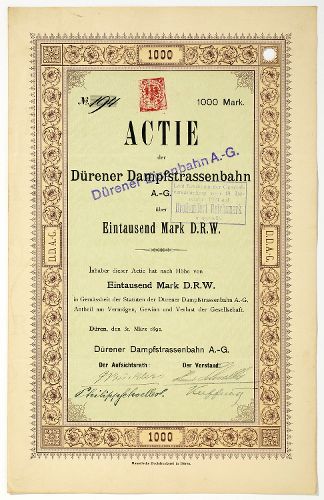 1000
No. 194
1000 Mark.
ACTIE
der
Dürener Dampfstrassenbahn
A.-G.
Dürener Eisenbahn A.-G.
über
Eintausend Mark D.R.W.
Inhaber dieser Actie hat nach Höhe von
Eintausend Mark D.R.W.
in Gemässheit der Statuten der Dürener Dampfstrassenbahn A.-G.
Antheil am Vermögen, Gewinn und Verlust der Gesellschaft.
Düren, den 31. März 1892.
Dürener Dampfstrassenbahn A.-G.
Der Aufsichtsrath:
Der Vorstand:
D.D.A.-G.
D.D.A.-G.
1000